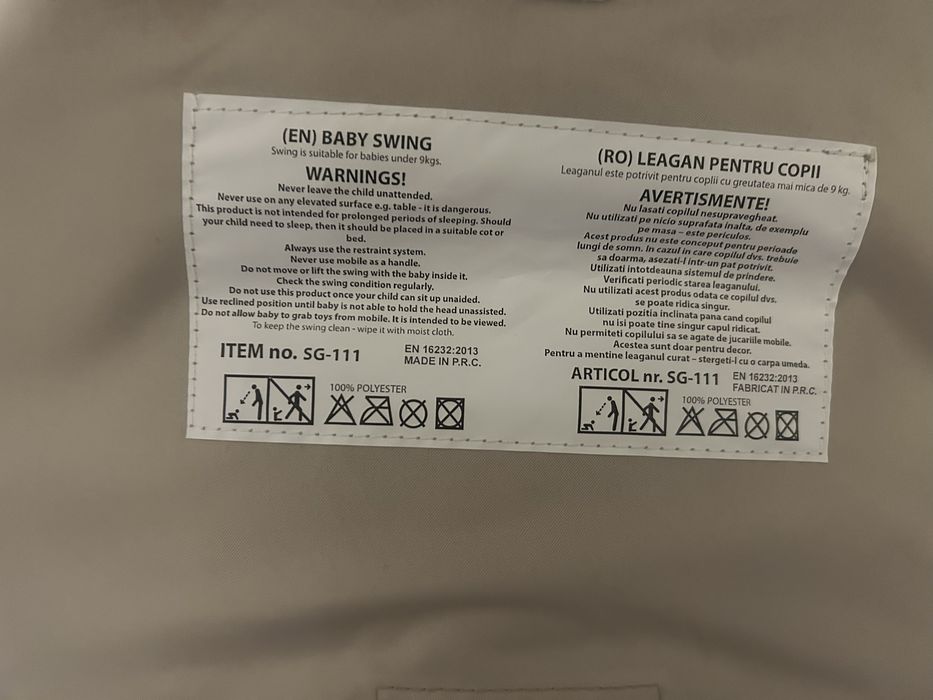 (EN) BABY SWING
Swing is suitable for babies under 9kgs.
WARNINGS!
Never leave the child unattended.
Never use on any elevated surface e.g. table - it is dangerous.
This product is not intended for prolonged periods of sleeping. Should
your child need to sleep, then it should be placed in a suitable cot or
bed.
Always use the restraint system.
Never use mobile as a handle.
Do not move or lift the swing with the baby inside it.
Check the swing condition regularly.
Do not use this product once your child can sit up unaided.
Use reclined position until baby is not able to hold the head unassisted.
Do not allow baby to grab toys from mobile. It is intended to be viewed.
To keep the swing clean - wipe it with moist cloth.
ITEM no. SG-111
EN 16232:2013
MADE IN P.R.C.
100% POLYESTER
(RO) LEAGAN PENTRU COPII
Leaganul este potrivit pentru copiii cu greutatea mai mica de 9 kg.
AVERTISMENTE!
Nu lasati copilul nesupravegheat.
Nu utilizati pe nicio suprafata inalta, de exemplu
pe masa – este periculos.
Acest produs nu este conceput pentru perioade
lungi de somn. In cazul in care copilul dvs. trebuie
sa doarma, asezati-l intr-un pat potrivit.
Utilizati intotdeauna sistemul de prindere.
Verificati periodic starea leaganului.
Nu utilizati acest produs odata ce copilul dvs.
se poate ridica singur.
Utilizati pozitia inclinata pana cand copilul
nu isi poate tine singur capul ridicat.
Nu permiteti copilului sa se agate de jucariile mobile.
Acestea sunt doar pentru decor.
Pentru a mentine leaganul curat – stergeti-l cu o carpa umeda.
ARTICOL nr. SG-111
EN 16232:2013
FABRICAT IN P.R.C.
100% POLYESTER